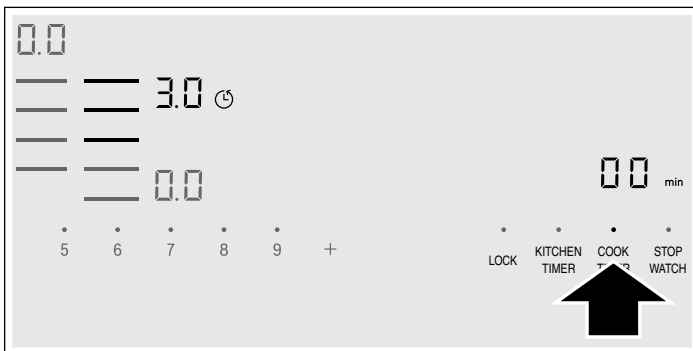 0.0
3.0
00 min
0.0
5 6 7 8 9 +
LOCK
KITCHEN TIMER
COOK
STOP WATCH